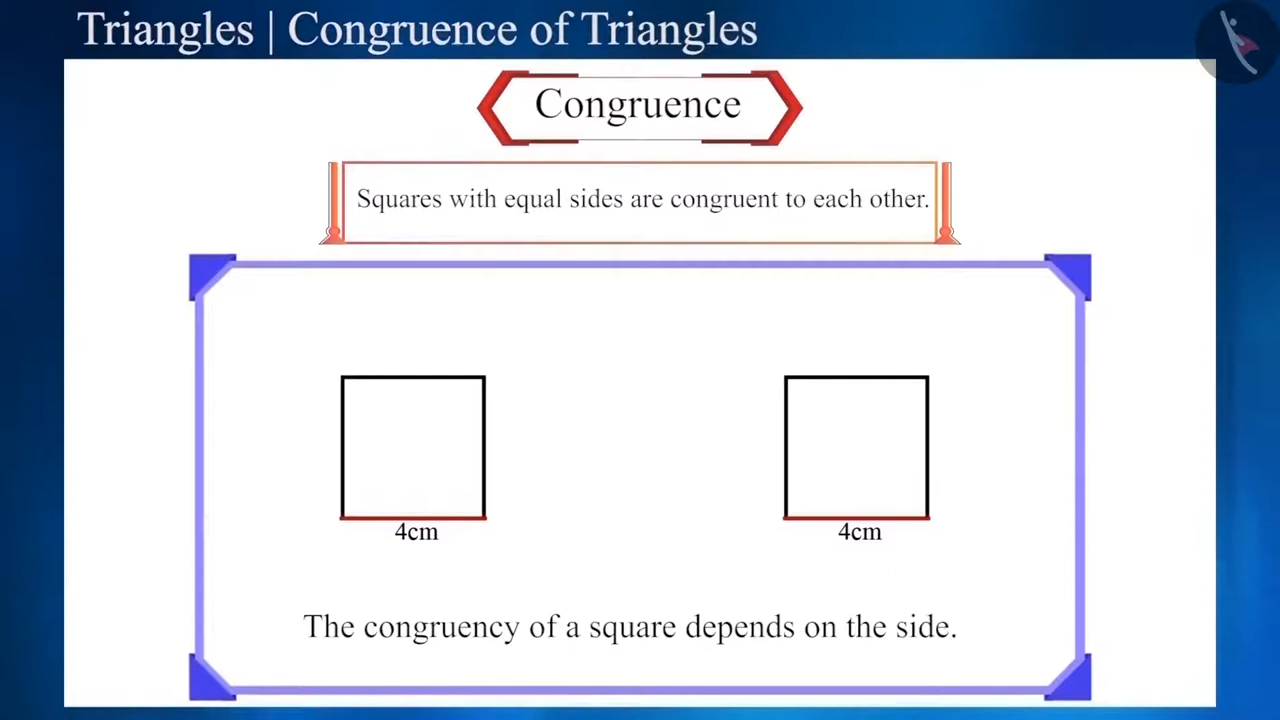 Triangles | Congruence of Triangles
Congruence
Squares with equal sides are congruent to each other.
4cm
4cm
The congruency of a square depends on the side.